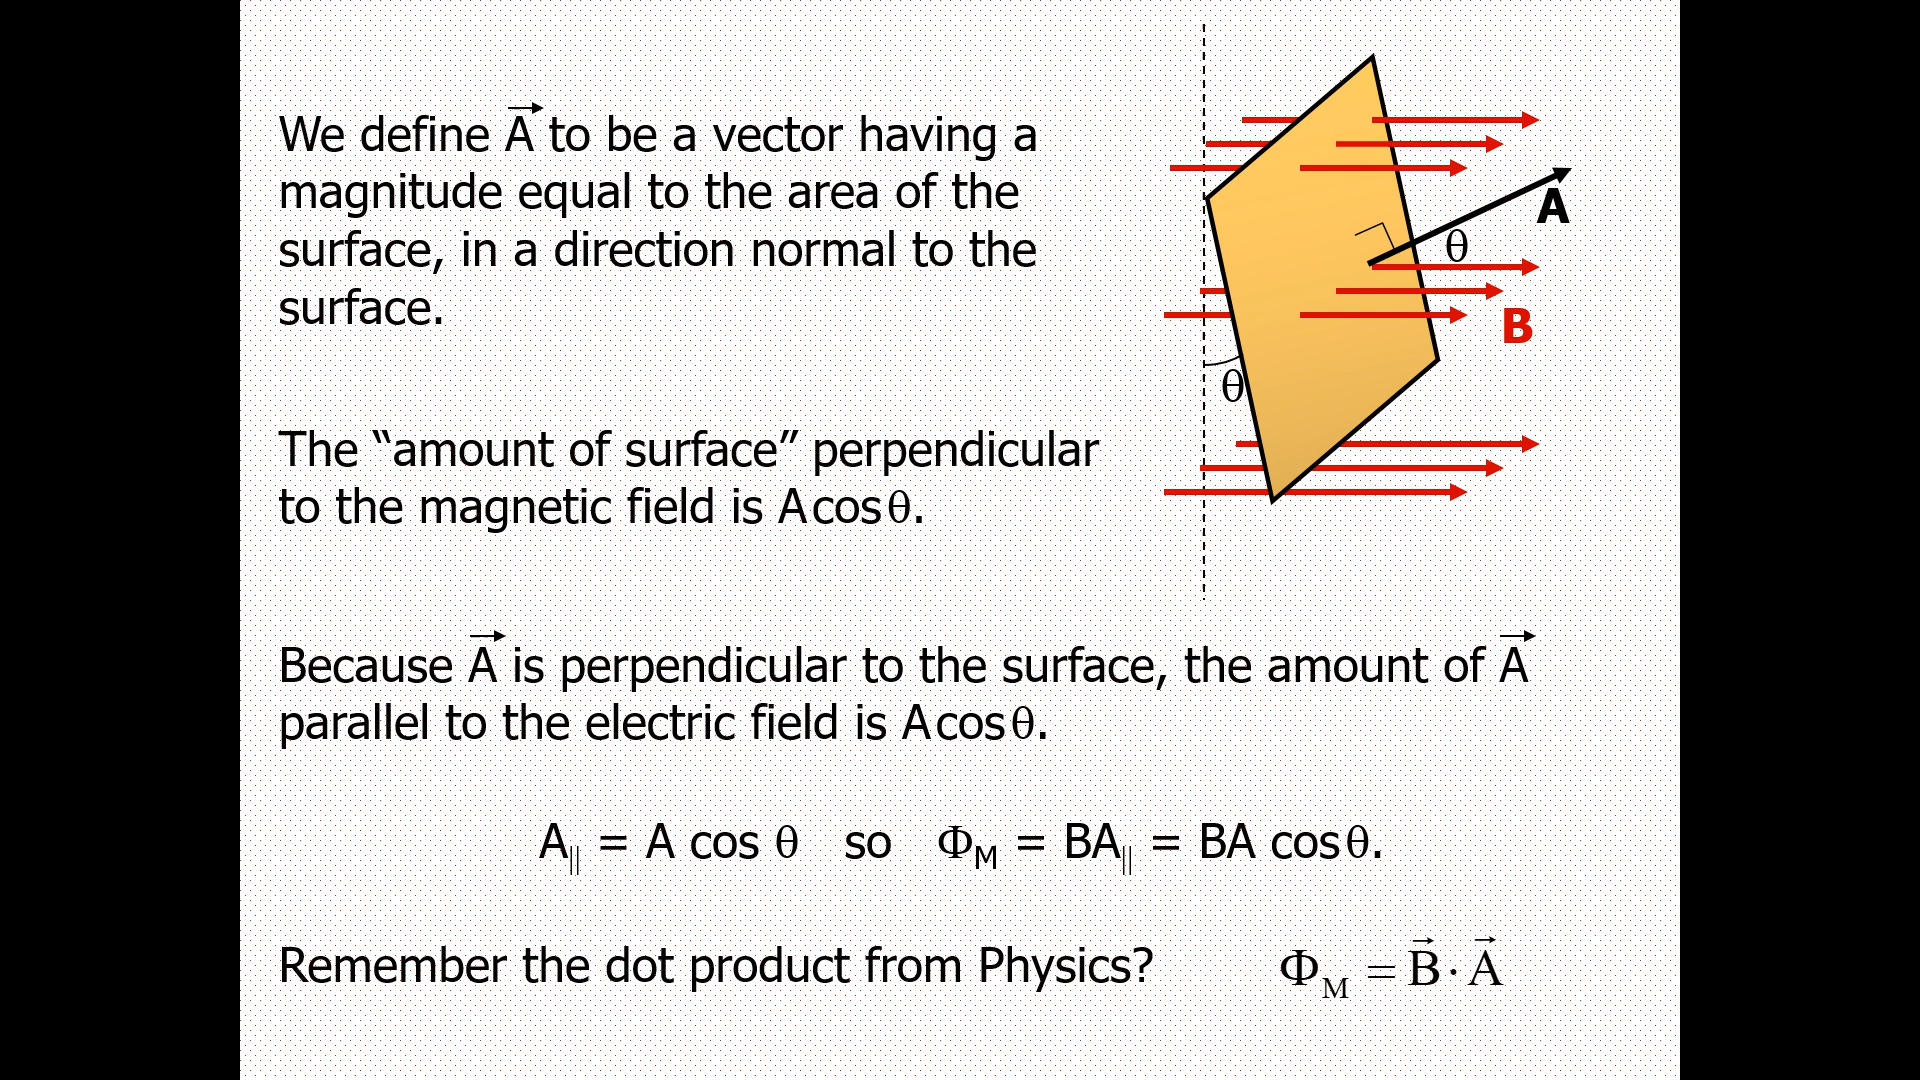 We define A to be a vector having a
magnitude equal to the area of the
surface, in a direction normal to the
surface.
A
θ
B
θ
The “amount of surface” perpendicular
to the magnetic field is A cos θ.
Because A is perpendicular to the surface, the amount of A
parallel to the electric field is A cos θ.
A|| = A cos θ so ΦM = BA|| = BA cos θ.
Remember the dot product from Physics? ΦM = B⃗ · A⃗